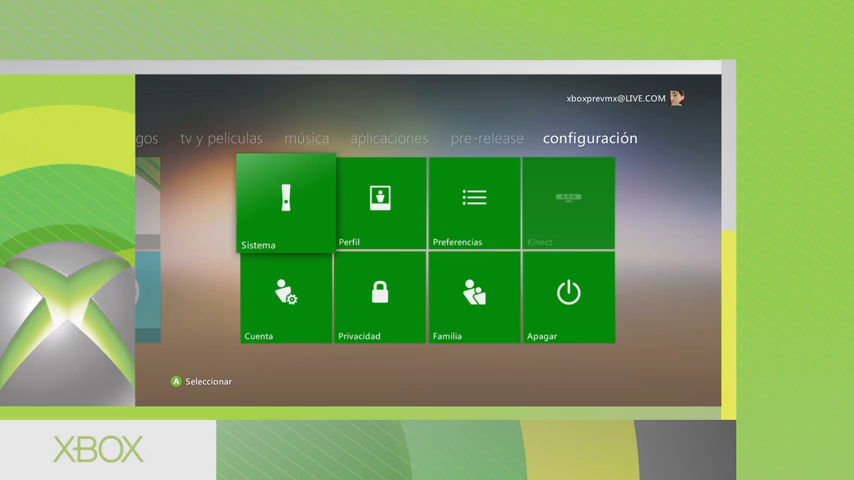 xboxprevmx@LIVE.COM
gos tv y películas música aplicaciones pre-release configuración
Sistema Perfil Preferencias Kinect
Cuenta Privacidad Familia Apagar
A Seleccionar
XBOX